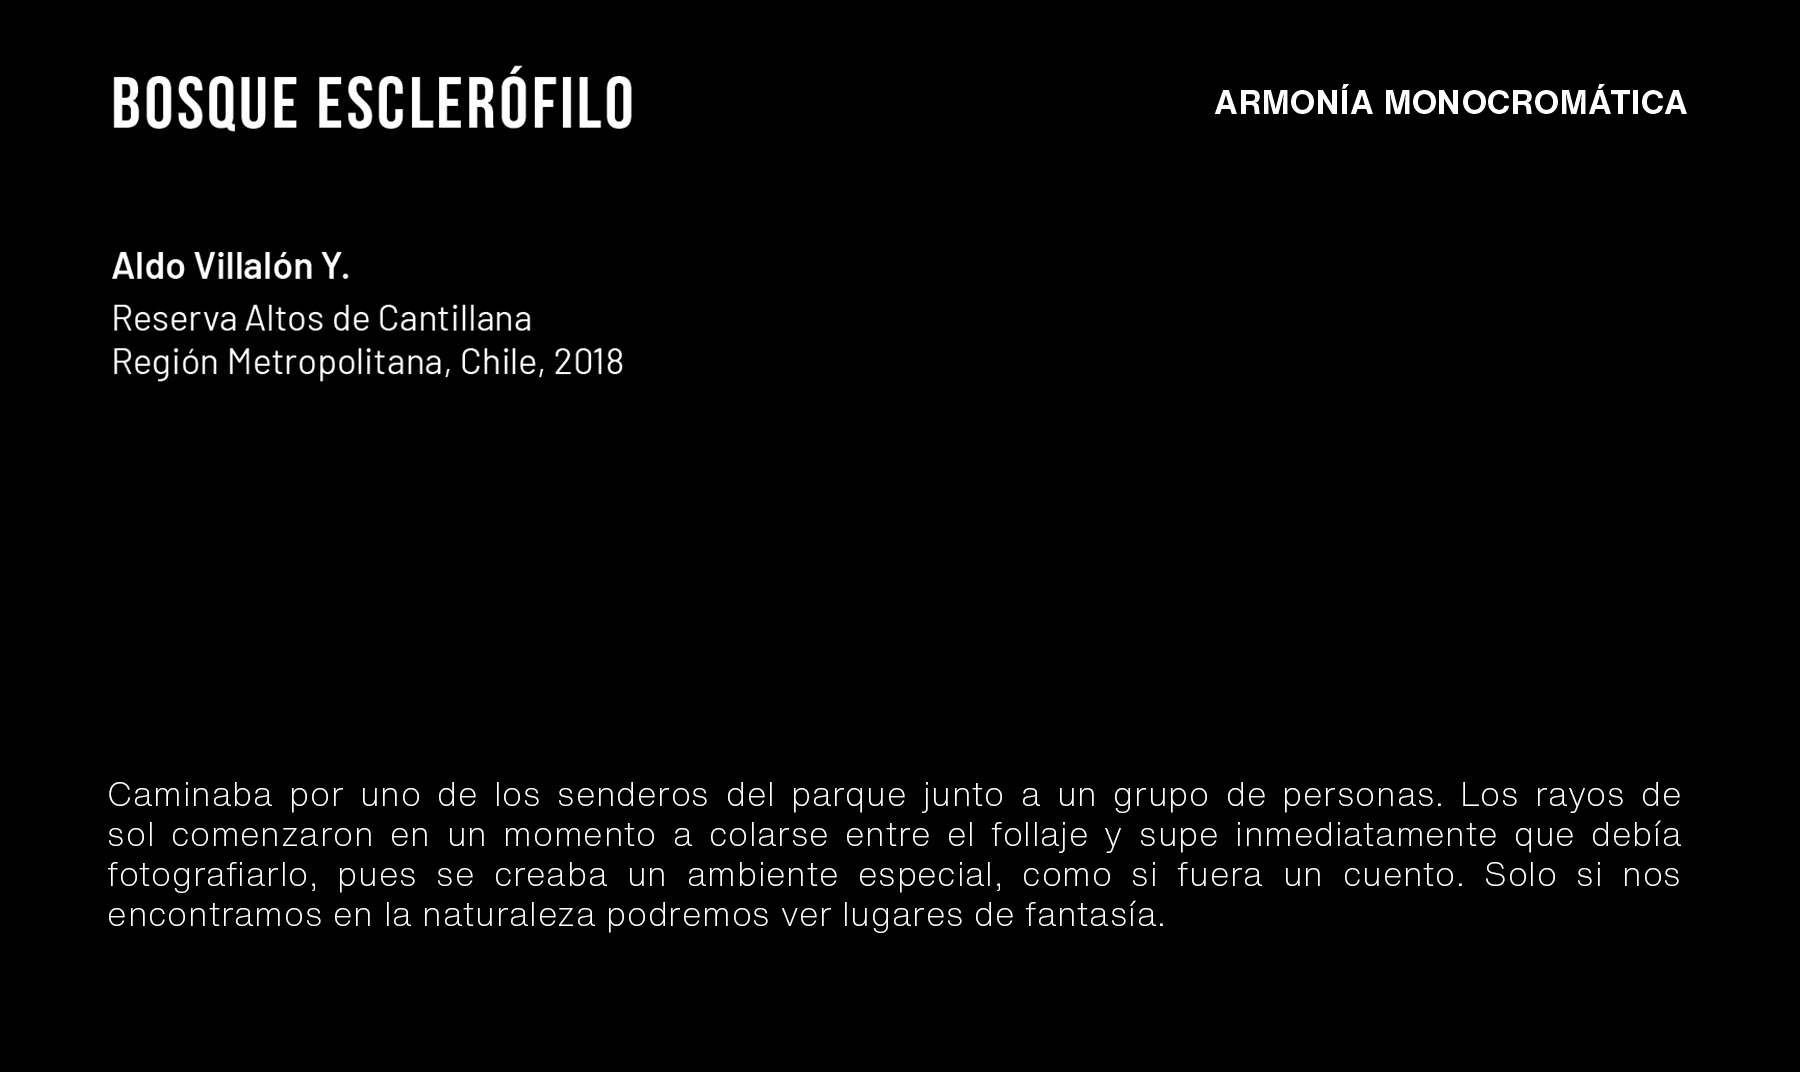 BOSQUE ESCLERÓFILO
ARMONÍA MONOCROMÁTICA
Aldo Villalón Y.
Reserva Altos de Cantillana
Región Metropolitana, Chile, 2018
Caminaba por uno de los senderos del parque junto a un grupo de personas. Los rayos de
sol comenzaron en un momento a colarse entre el follaje y supe inmediatamente que debía
fotografiarlo, pues se creaba un ambiente especial, como si fuera un cuento. Solo si nos
encontramos en la naturaleza podremos ver lugares de fantasía.